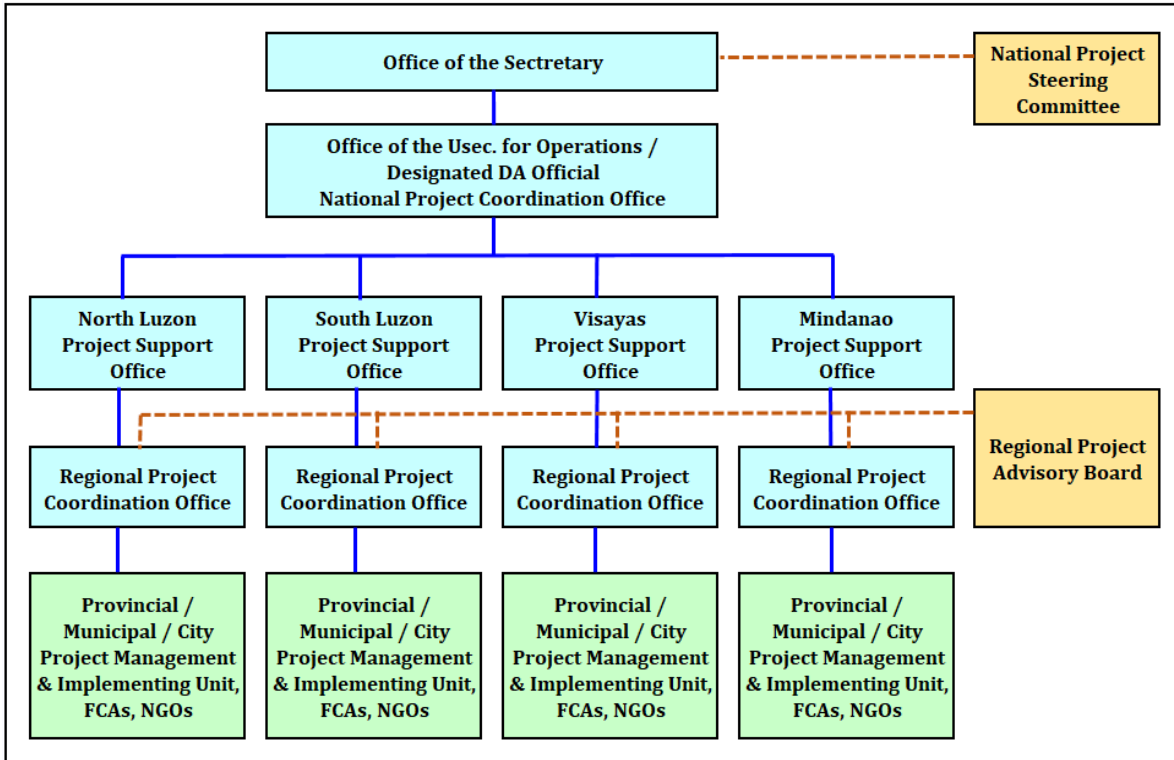 Office of the Sectretary
National Project
Steering
Committee
Office of the Usec. for Operations /
Designated DA Official
National Project Coordination Office
North Luzon
Project Support
Office
South Luzon
Project Support
Office
Visayas
Project Support
Office
Mindanao
Project Support
Office
Regional Project
Coordination Office
Regional Project
Coordination Office
Regional Project
Coordination Office
Regional Project
Coordination Office
Regional Project
Advisory Board
Provincial /
Municipal / City
Project Management
& Implementing Unit,
FCAs, NGOs
Provincial /
Municipal / City
Project Management
& Implementing Unit,
FCAs, NGOs
Provincial /
Municipal / City
Project Management
& Implementing Unit,
FCAs, NGOs
Provincial /
Municipal / City
Project Management
& Implementing Unit,
FCAs, NGOs